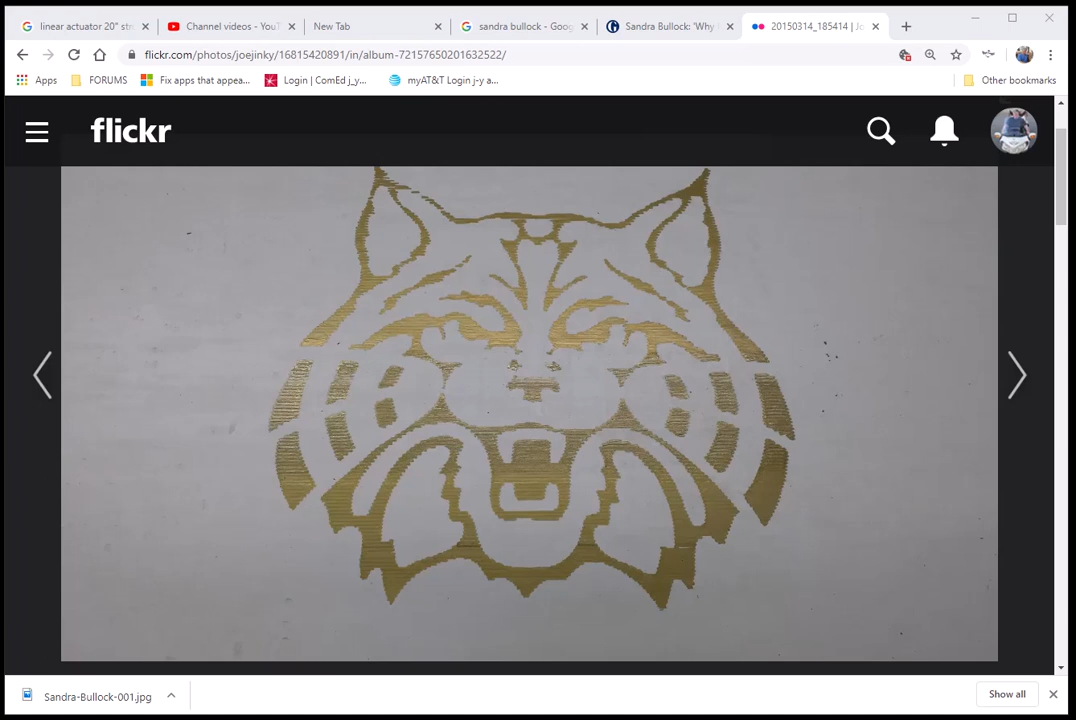 linear actuator 20" str
Channel videos - YouT
New Tab
sandra bullock - Goog
Sandra Bullock: 'Why
20150314_185414 | Jo
flickr.com/photos/joejinky/16815420891/in/album-72157650201632522/
Apps
FORUMS
Fix apps that appea...
Login | ComEd j_y...
myAT&T Login j-y a...
Other bookmarks
flickr
Sandra-Bullock-001.jpg
Show all